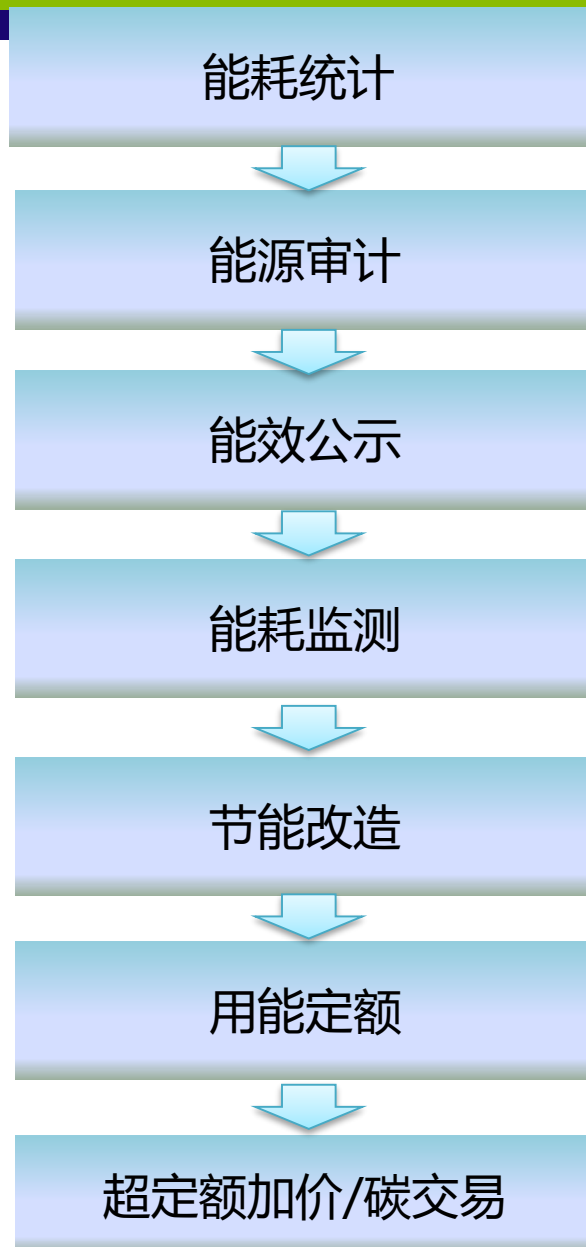 能耗统计
能源审计
能效公示
能耗监测
节能改造
用能定额
超定额加价/碳交易